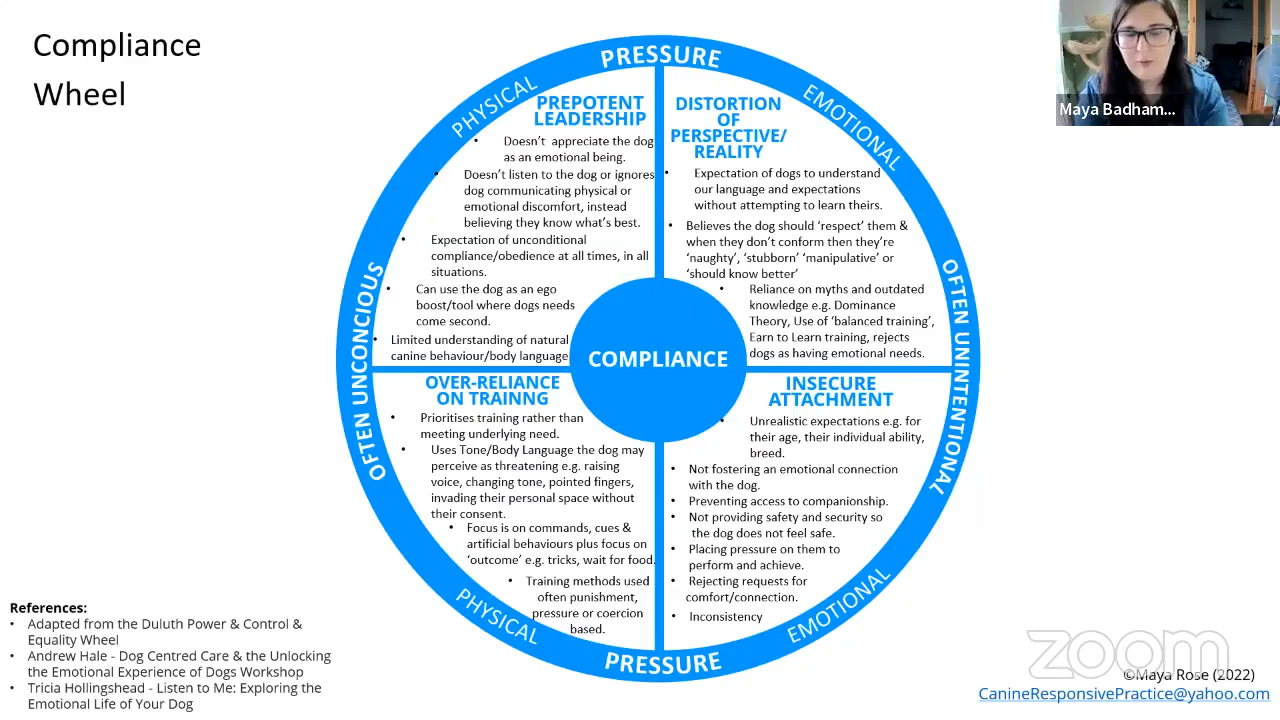 Compliance
Wheel
Maya Badham...
PRESSURE
PHYSICAL
EMOTIONAL
OFTEN UNCONCIOUS
OFTEN UNINTENTIONAL
PREPOTENT
LEADERSHIP
• Doesn't appreciate the dog
as an emotional being.
• Doesn't listen to the dog or ignores
dog communicating physical or
emotional discomfort, instead
believing they know what's best.
• Expectation of unconditional
compliance/obedience at all times, in all
situations.
• Can use the dog as an ego
boost/tool where dogs needs
come second.
• Limited understanding of natural
canine behaviour/body language
DISTORTION
OF
PERSPECTIVE/
REALITY
• Expectation of dogs to understand
our language and expectations
without attempting to learn theirs.
• Believes the dog should 'respect' them &
when they don't conform then they're
'naughty', 'stubborn' 'manipulative' or
'should know better'
• Reliance on myths and outdated
knowledge e.g. Dominance
Theory, Use of 'balanced training',
Earn to Learn training, rejects
dogs as having emotional needs.
COMPLIANCE
OVER-RELIANCE
ON TRAINNG
• Prioritises training rather than
meeting underlying need.
• Uses Tone/Body Language the dog may
perceive as threatening e.g. raising
voice, changing tone, pointed fingers,
invading their personal space without
their consent.
• Focus is on commands, cues &
artificial behaviours plus focus on
'outcome' e.g. tricks, wait for food.
• Training methods used
often punishment,
pressure or coercion
based.
INSECURE
ATTACHMENT
• Unrealistic expectations e.g. for
their age, their individual ability,
breed.
• Not fostering an emotional connection
with the dog.
• Preventing access to companionship.
• Not providing safety and security so
the dog does not feel safe.
• Placing pressure on them to
perform and achieve.
• Rejecting requests for
comfort/connection.
• Inconsistency
PHYSICAL
EMOTIONAL
PRESSURE
References:
• Adapted from the Duluth Power & Control &
Equality Wheel
• Andrew Hale - Dog Centred Care & the Unlocking
the Emotional Experience of Dogs Workshop
• Tricia Hollingshead - Listen to Me: Exploring the
Emotional Life of Your Dog
zoom
©Maya Rose (2022)
CanineResponsivePractice@yahoo.com